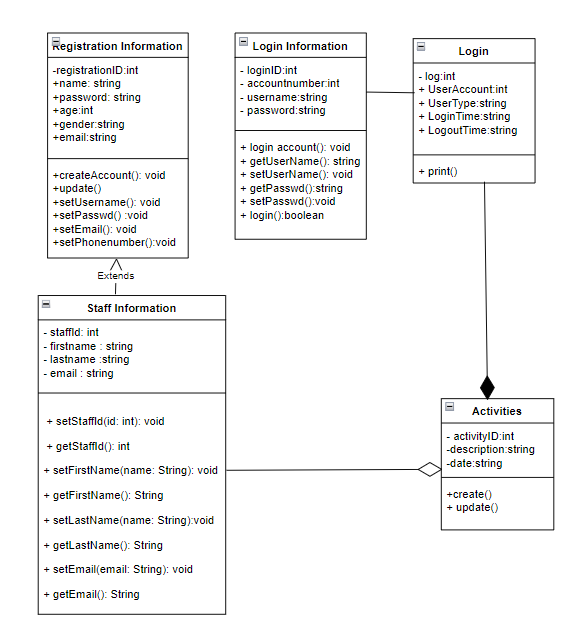 Registration Information
-registrationID:int
+name: string
+password: string
+age:int
+gender:string
+email:string
+createAccount(): void
+update()
+setUsername(): void
+setPasswd() :void
+setEmail(): void
+setPhonenumber():void
Login Information
- loginID:int
- accountnumber:int
- username:string
- password:string
+ login account(): void
+ getUserName(): string
+ setUserName(): void
+ getPasswd():string
+ setPasswd():void
+ login():boolean
Login
- log:int
+ UserAccount:int
+ UserType:string
+ LoginTime:string
+ LogoutTime:string
+ print()
Extends
Staff Information
- staffId: int
- firstname : string
- lastname :string
- email : string
+ setStaffId(id: int): void
+ getStaffId(): int
+ setFirstName(name: String): void
+ getFirstName(): String
+ setLastName(name: String):void
+ getLastName(): String
+ setEmail(email: String): void
+ getEmail(): String
Activities
- activityID:int
-description:string
-date:string
+create()
+ update()